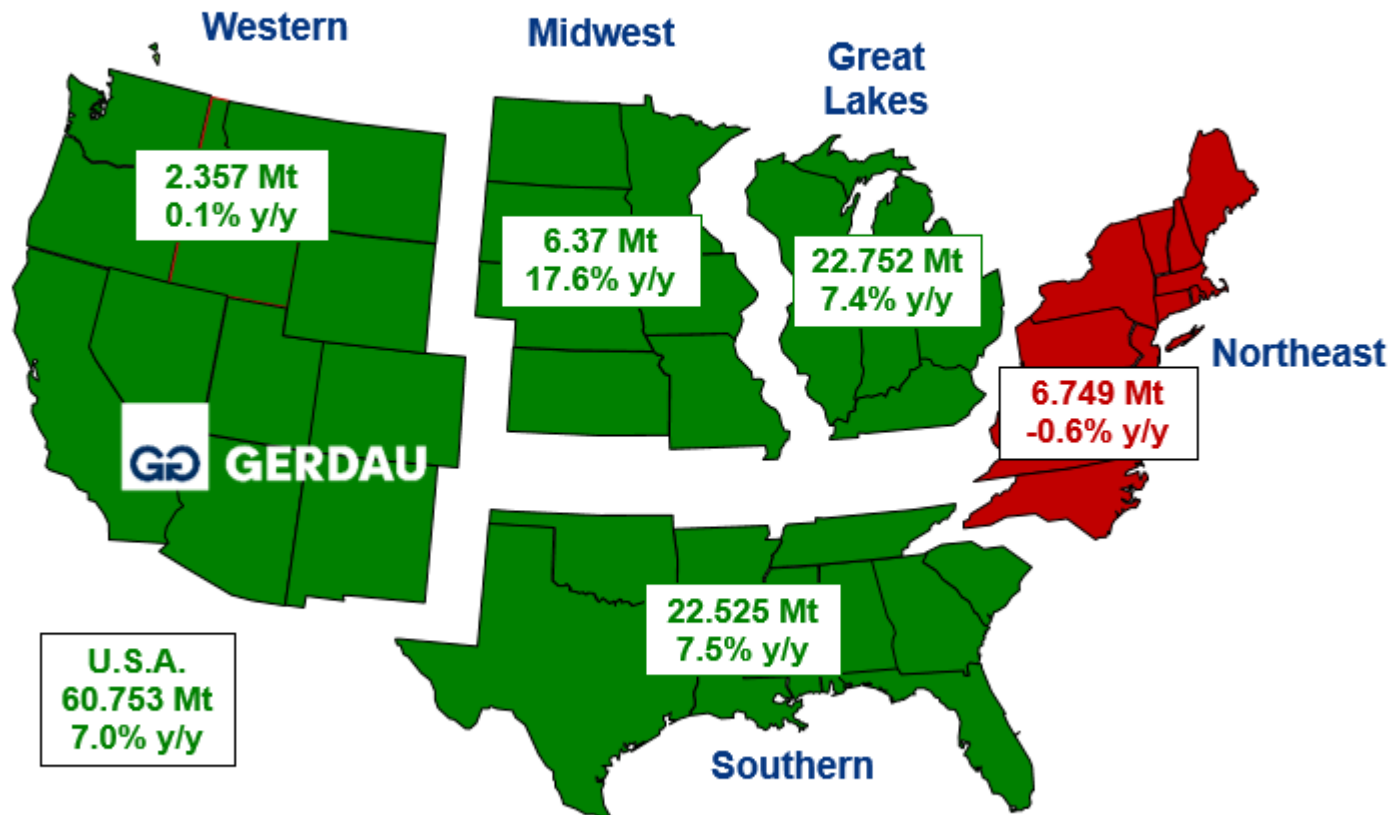 Western
Midwest
Great
Lakes
2.357 Mt
0.1% y/y
6.37 Mt
17.6% y/y
22.752 Mt
7.4% y/y
Northeast
6.749 Mt
-0.6% y/y
GERDAU
22.525 Mt
7.5% y/y
U.S.A.
60.753 Mt
7.0% y/y
Southern